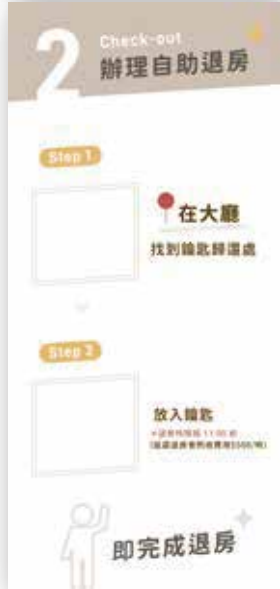 2
Check-out
辦理自助退房
Step 1
在大廳
找到鑰匙歸還處
Step 2
放入鑰匙
即完成退房